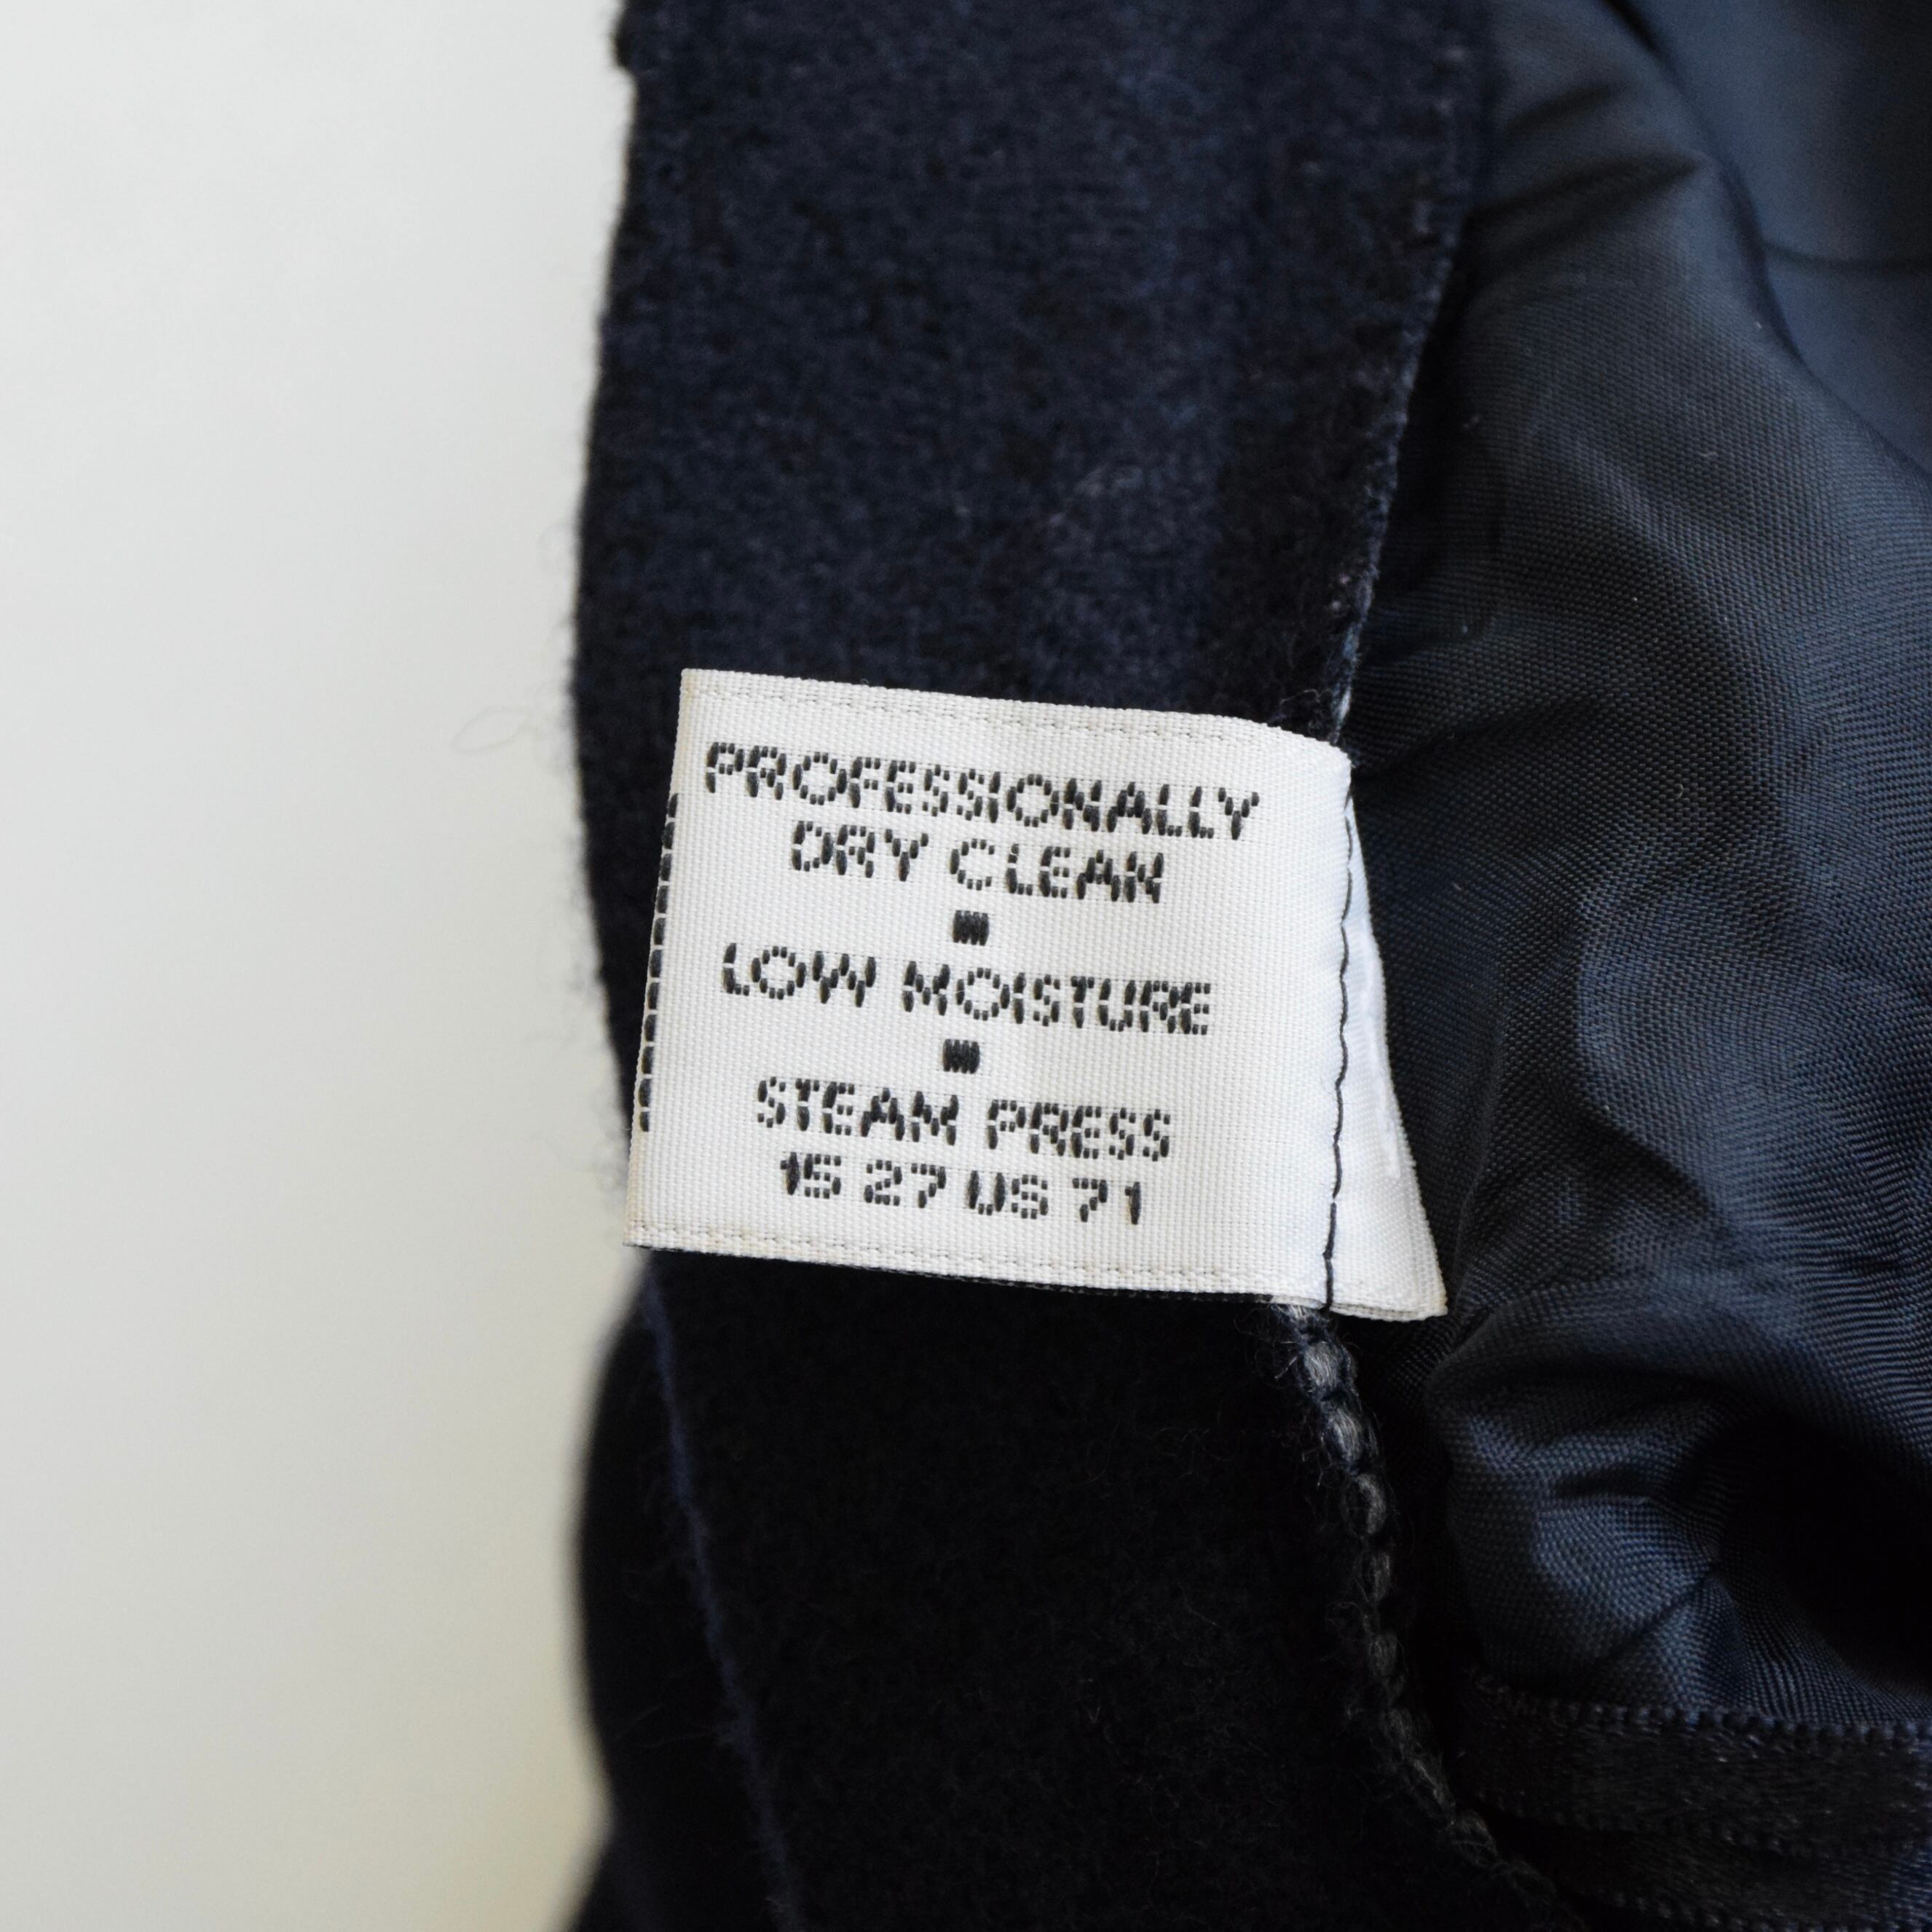 PROFESSIONALLY
DRY CLEAN
▪
LOW MOISTURE
▪
STEAM PRESS
15 27 US 71